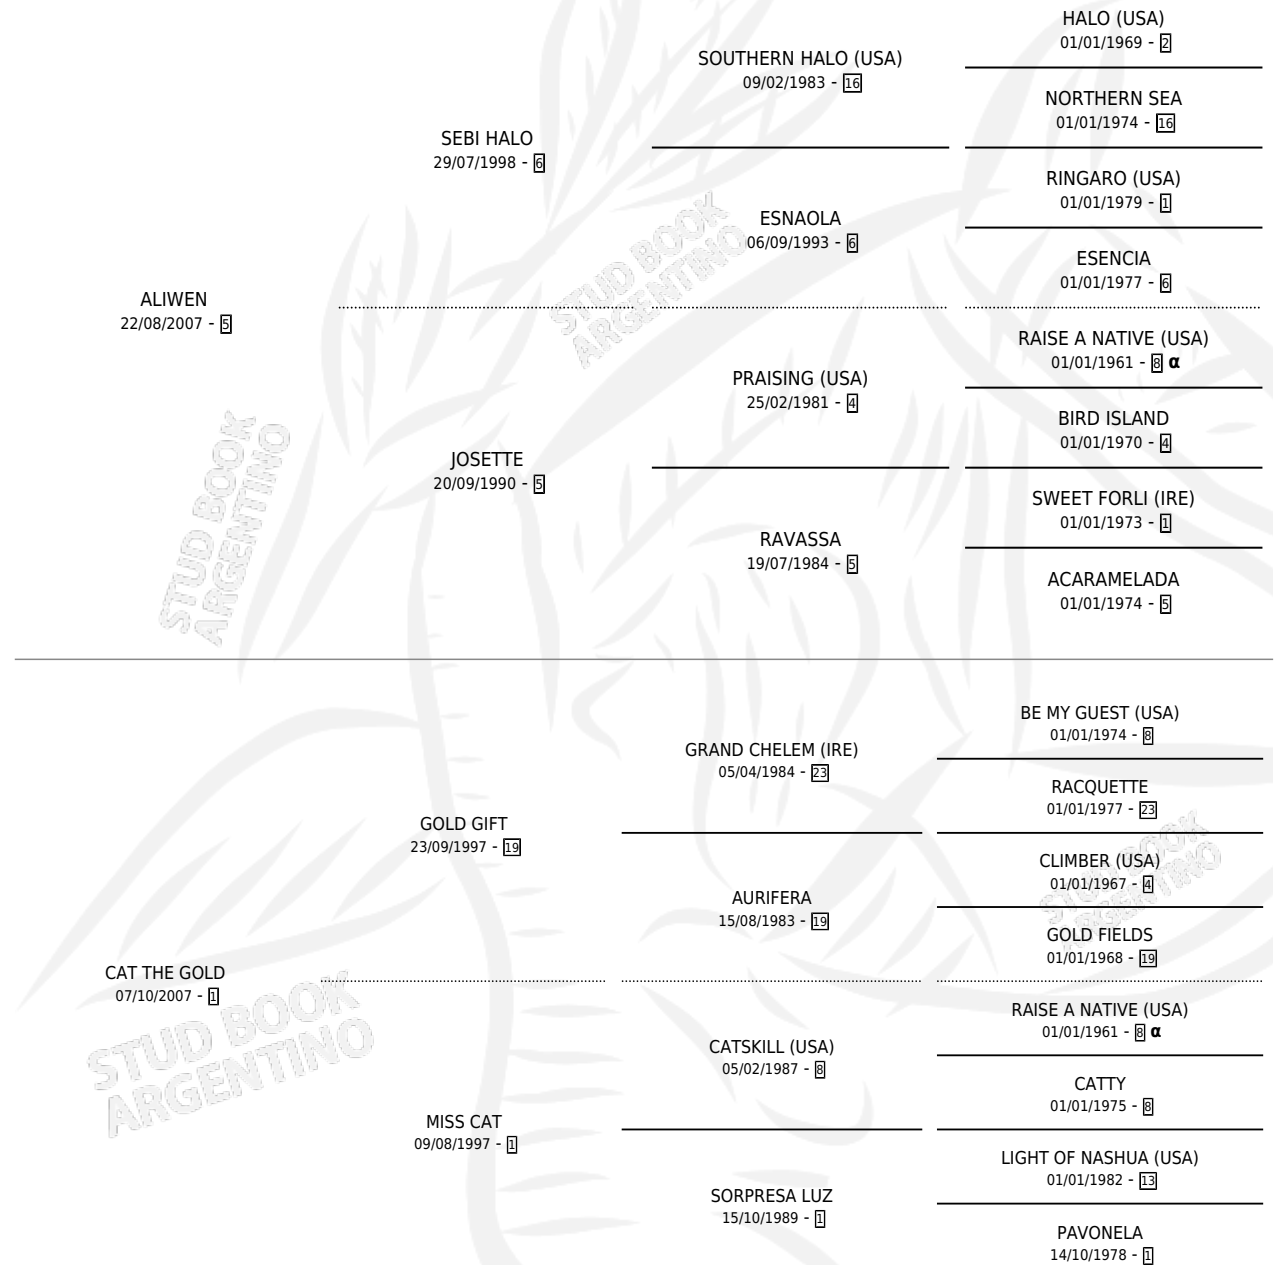 HALO (USA)
01/01/1969 - 2
SOUTHERN HALO (USA)
09/02/1983 - 16
NORTHERN SEA
01/01/1974 - 16
SEBI HALO
29/07/1998 - 6
RINGARO (USA)
01/01/1979 - 1
ESNAOLA
06/09/1993 - 6
ESENCIA
01/01/1977 - 6
STUD BOOK
ARGENTINO
ALIWEN
22/08/2007 - 5
RAISE A NATIVE (USA)
01/01/1961 - 8 α
PRAISING (USA)
25/02/1981 - 4
BIRD ISLAND
01/01/1970 - 4
JOSETTE
20/09/1990 - 5
SWEET FORLI (IRE)
01/01/1973 - 1
RAVASSA
19/07/1984 - 5
ACARAMELADA
01/01/1974 - 5
STUD BOOK
ARGENTINO
BE MY GUEST (USA)
01/01/1974 - 8
GRAND CHELEM (IRE)
05/04/1984 - 23
RACQUETTE
01/01/1977 - 23
GOLD GIFT
23/09/1997 - 19
CLIMBER (USA)
01/01/1967 - 4
AURIFERA
15/08/1983 - 19
GOLD FIELDS
01/01/1968 - 19
STUD BOOK
ARGENTINO
CAT THE GOLD
07/10/2007 - 1
RAISE A NATIVE (USA)
01/01/1961 - 8 α
CATSKILL (USA)
05/02/1987 - 8
CATTY
01/01/1975 - 8
MISS CAT
09/08/1997 - 1
LIGHT OF NASHUA (USA)
01/01/1982 - 13
SORPRESA LUZ
15/10/1989 - 1
PAVONELA
14/10/1978 - 1
STUD BOOK
ARGENTINO